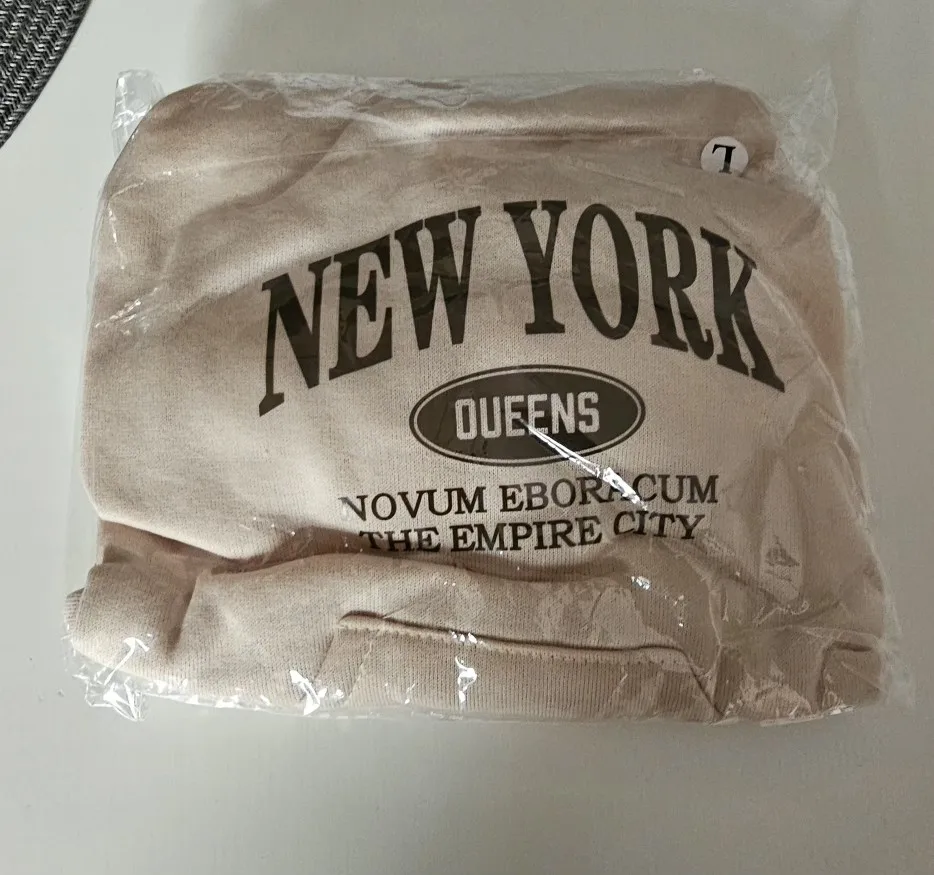 L
NEW YORK
QUEENS
NOVUM EBORACUM
THE EMPIRE CITY